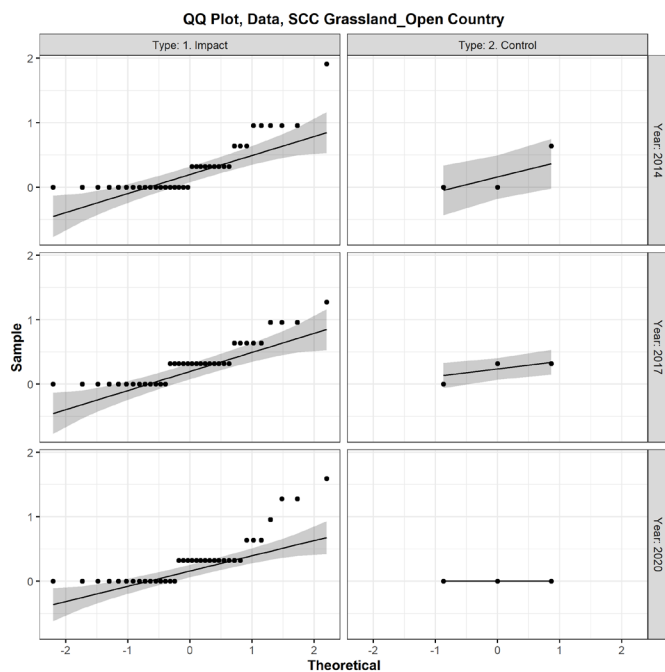 QQ Plot, Data, SCC Grassland_Open Country
Type: 1. Impact
Type: 2. Control
2
1
0
Year: 2014
2
1
0
Year: 2017
2
1
0
Year: 2020
Sample
-2 -1 0 1 2
-2 -1 0 1 2
Theoretical